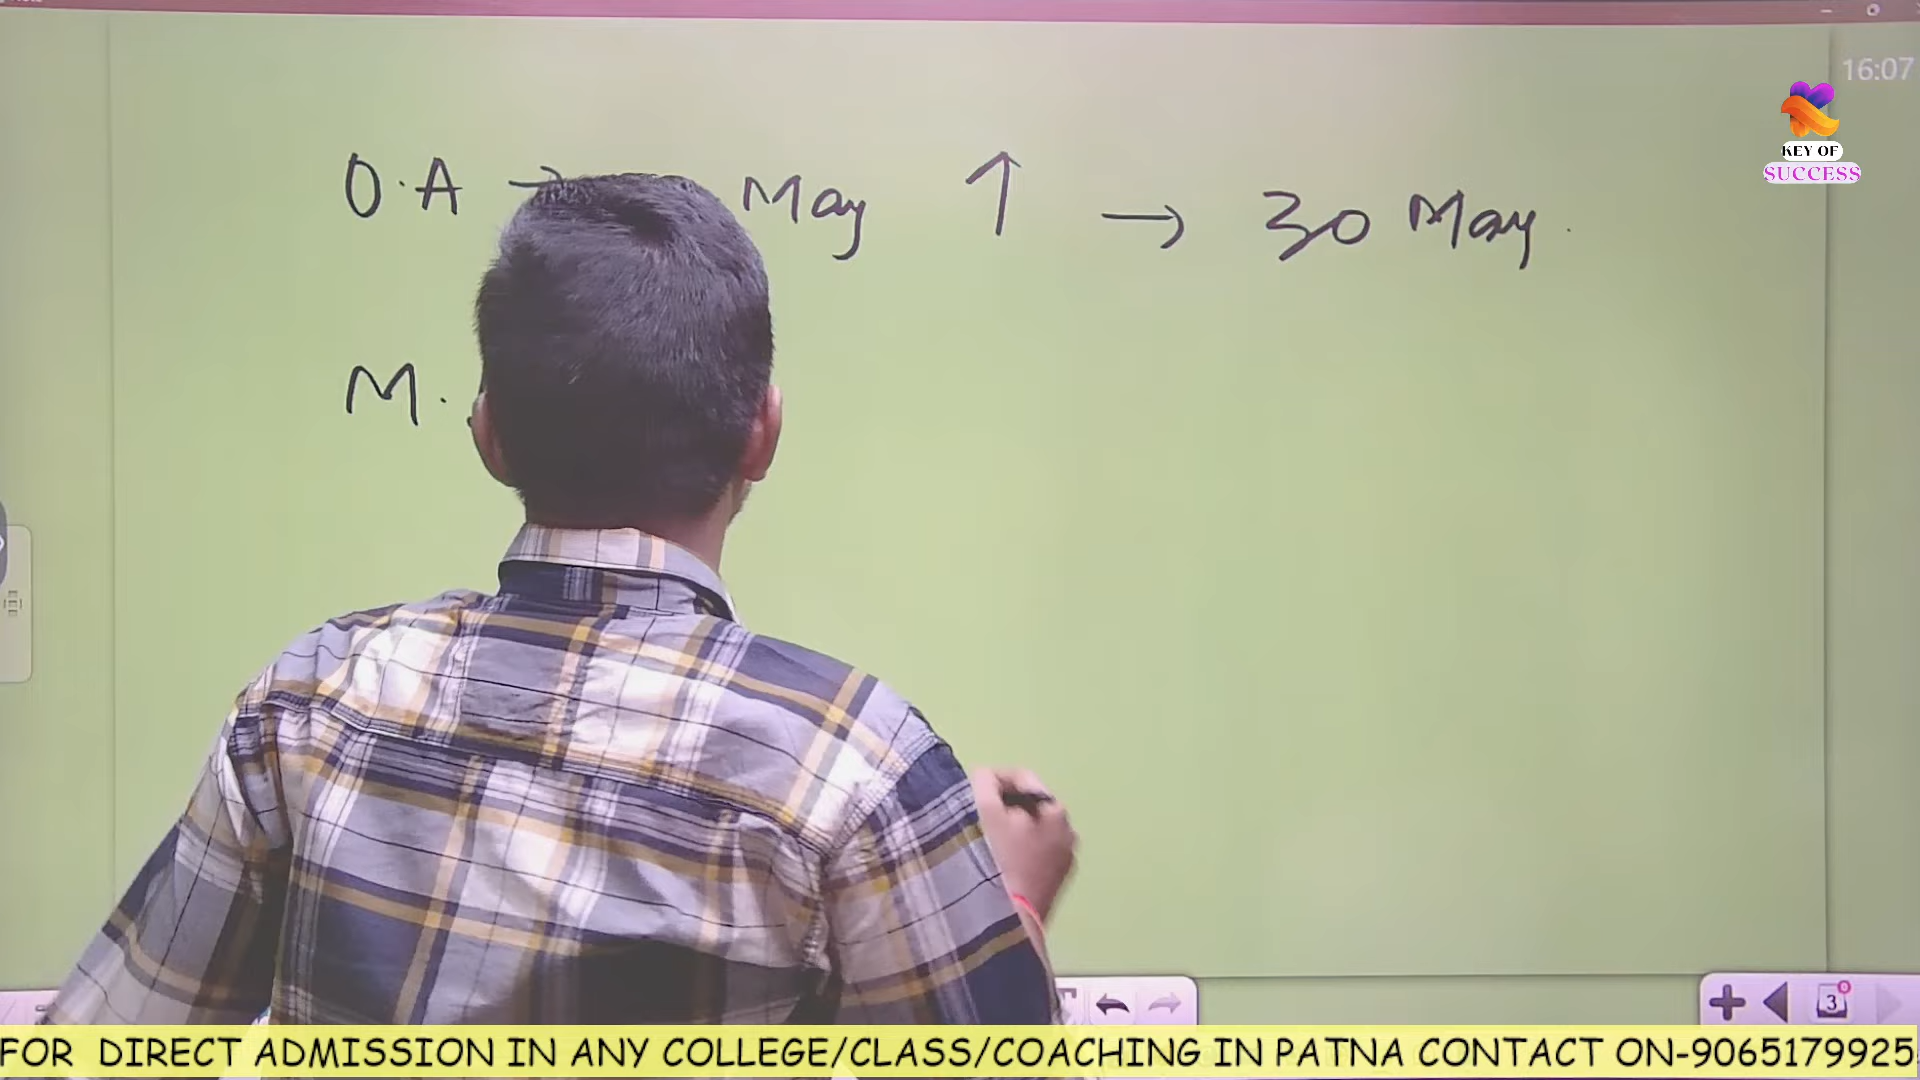 16:07
KEY OF
SUCCESS
O.A → May ↑ → 30 May.
M.
3
FOR DIRECT ADMISSION IN ANY COLLEGE/CLASS/COACHING IN PATNA CONTACT ON-9065179925